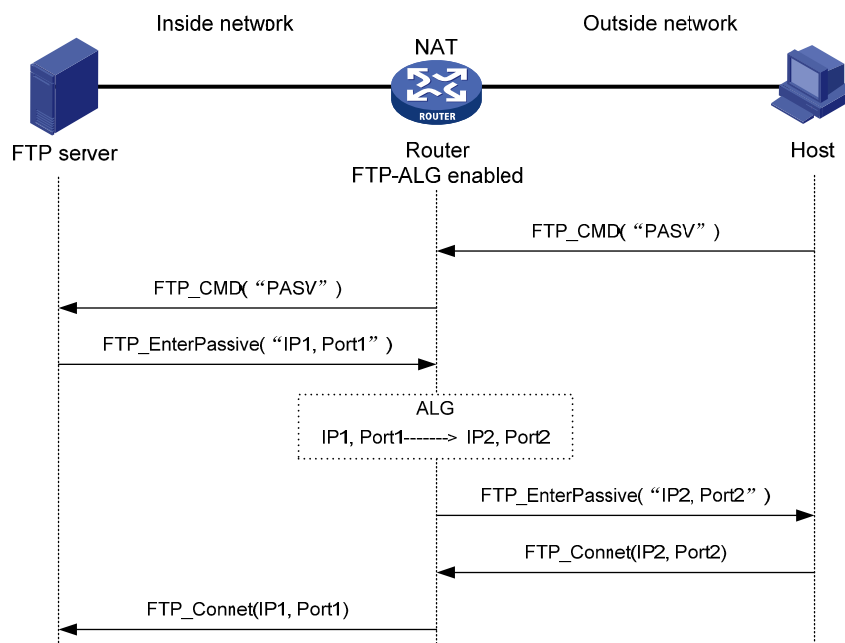 Inside network
Outside network
NAT
ROUTER
FTP server
Router
FTP-ALG enabled
Host
FTP_CMD( “PASV” )
FTP_CMD( “PASV” )
FTP_EnterPassive( “IP1, Port1” )
ALG
IP1, Port1-------> IP2, Port2
FTP_EnterPassive( “IP2, Port2” )
FTP_Connet(IP2, Port2)
FTP_Connet(IP1, Port1)